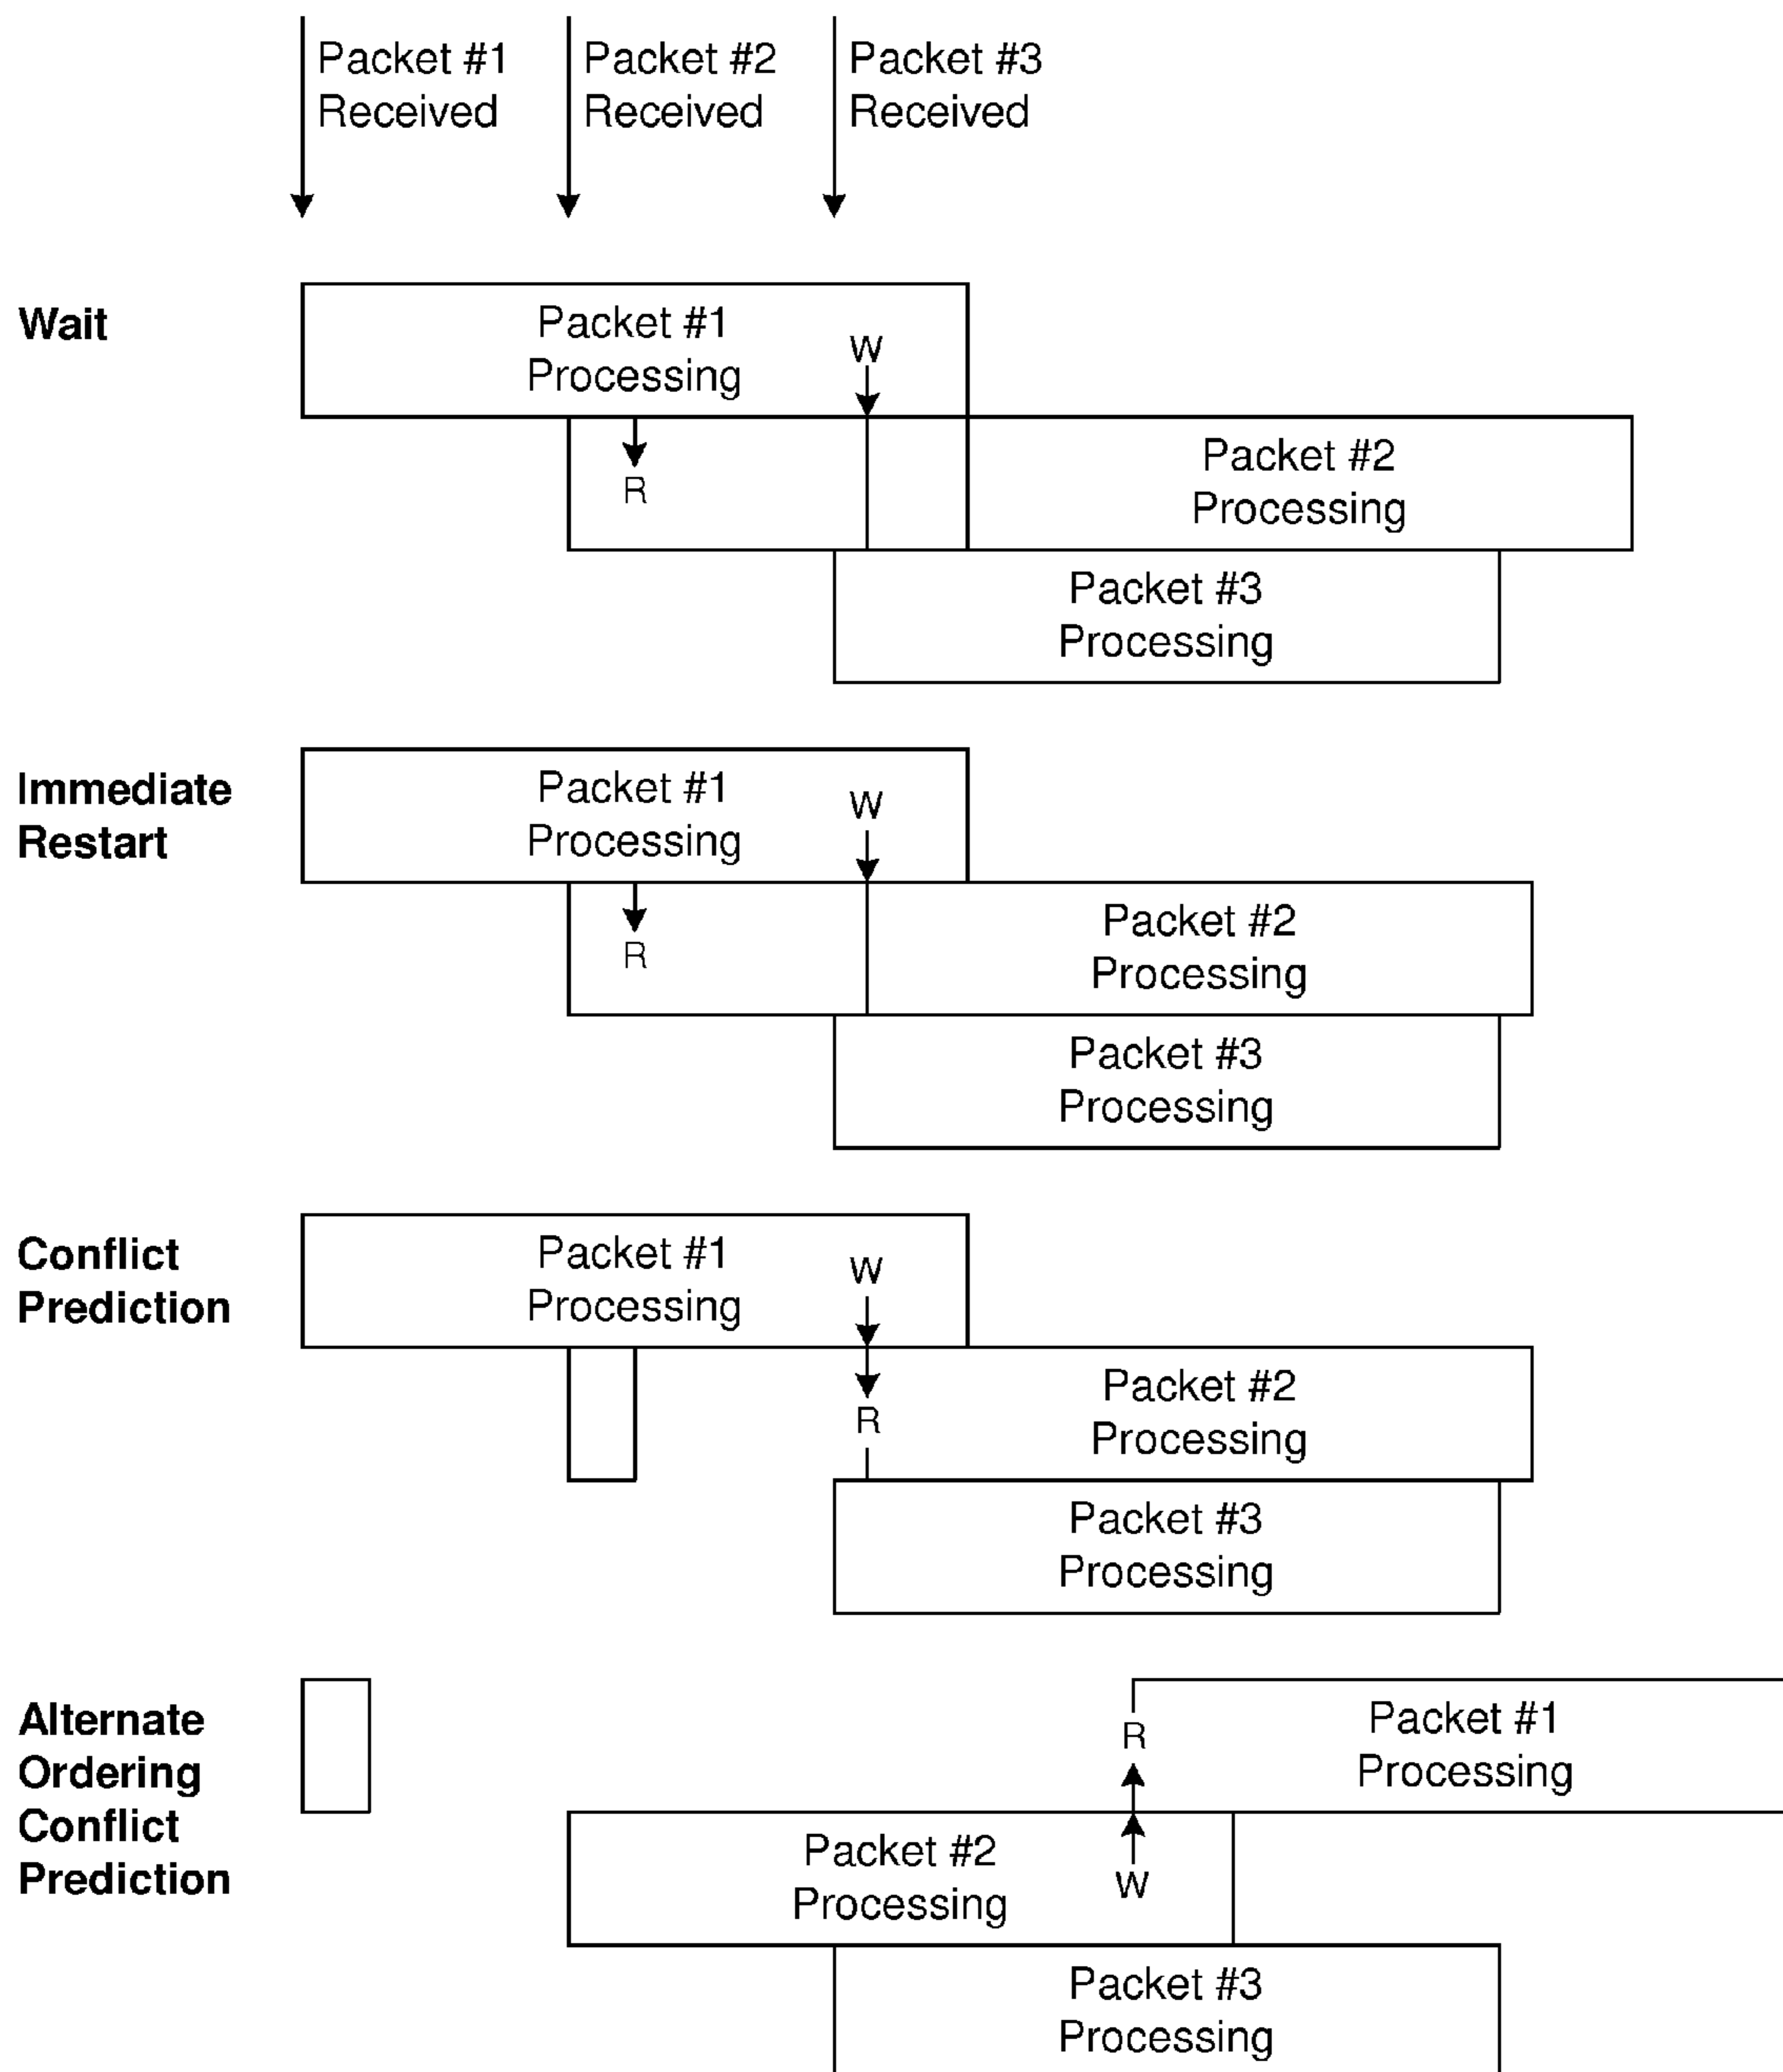 Packet #1
Received
Packet #2
Received
Packet #3
Received
Wait
Packet #1
Processing
W
R
Packet #2
Processing
Packet #3
Processing
Immediate
Restart
Packet #1
Processing
W
R
Packet #2
Processing
Packet #3
Processing
Conflict
Prediction
Packet #1
Processing
W
R
Packet #2
Processing
Packet #3
Processing
Alternate
Ordering
Conflict
Prediction
R
Packet #1
Processing
Packet #2
Processing
W
Packet #3
Processing